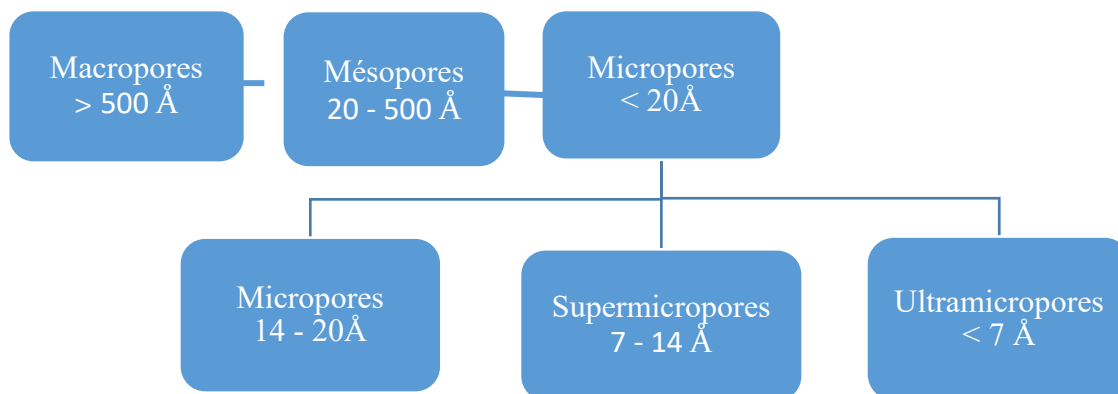 Macropores
> 500 Å
Mésopores
20 - 500 Å
Micropores
< 20Å
Micropores
14 - 20Å
Supermicropores
7 - 14 Å
Ultramicropores
< 7 Å